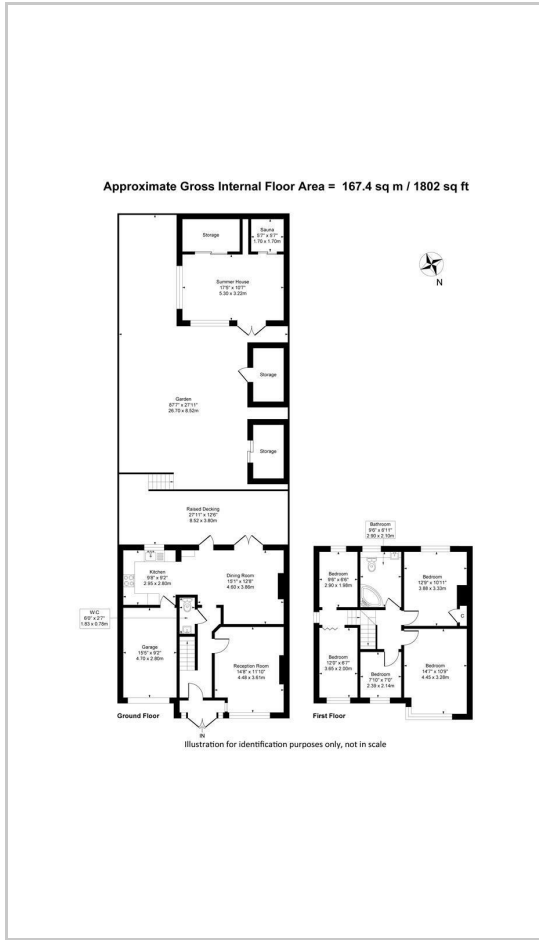 Approximate Gross Internal Floor Area = 167.4 sq m / 1802 sq ft
Storage
Sauna
5'7" x 5'7"
1.70 x 1.70m
Summer House
17'5" x 10'7"
5.30 x 3.22m
N
Storage
Garden
87'7" x 27'11"
26.70 x 8.52m
Storage
Raised Decking
27'11" x 12'6"
8.52 x 3.80m
Kitchen
9'8" x 9'2"
2.95 x 2.80m
Dining Room
15'1" x 12'8"
4.60 x 3.86m
WC
6'0" x 2'7"
1.83 x 0.78m
Garage
15'5" x 9'2"
4.70 x 2.80m
Reception Room
14'8" x 11'10"
4.48 x 3.61m
Ground Floor
IN
Bathroom
9'6" x 6'11"
2.90 x 2.10m
Bedroom
9'6" x 6'6"
2.90 x 1.98m
Bedroom
12'9" x 10'11"
3.88 x 3.33m
C
Bedroom
12'0" x 6'7"
3.65 x 2.00m
Bedroom
7'10" x 7'0"
2.39 x 2.14m
Bedroom
14'7" x 10'9"
4.45 x 3.28m
First Floor
Illustration for identification purposes only, not in scale